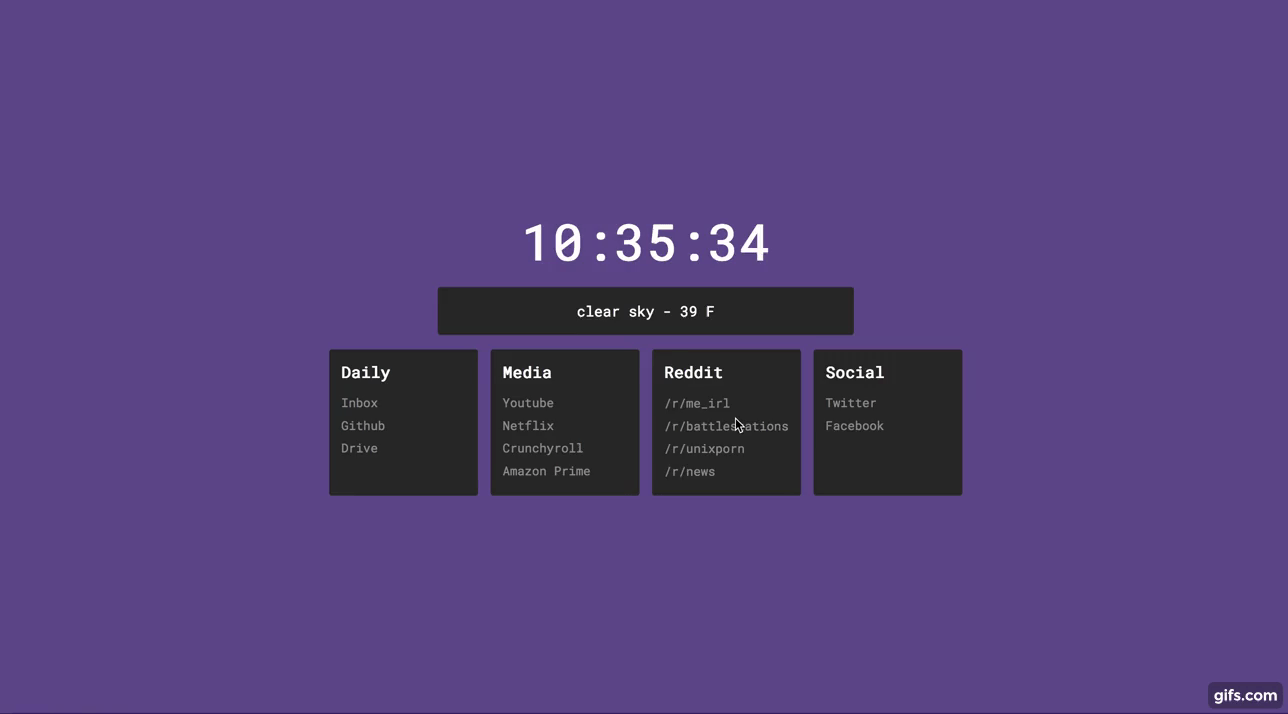 10:35:34
clear sky - 39 F
Daily
Inbox
Github
Drive
Media
Youtube
Netflix
Crunchyroll
Amazon Prime
Reddit
/r/me_irl
/r/battlestations
/r/unixporn
/r/news
Social
Twitter
Facebook
gifs.com